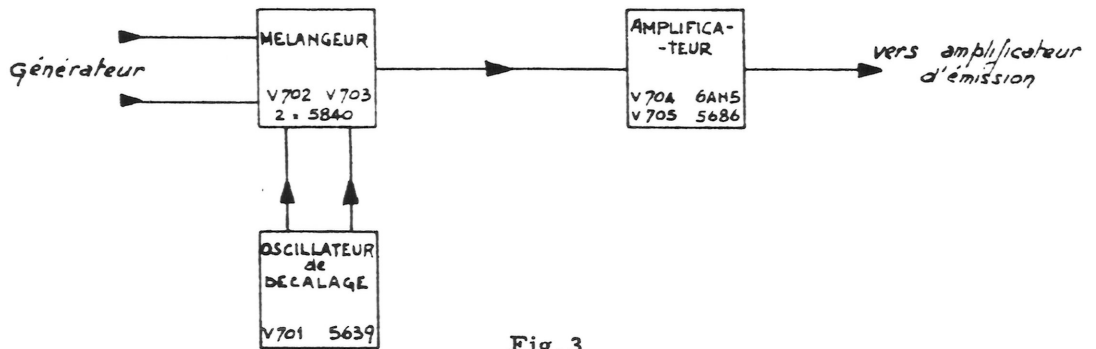 Générateur
MELANGEUR
V702 V703
2 × 5840
AMPLIFICA-
-TEUR
V704 6AH5
V705 5686
vers amplificateur
d'émission
OSCILLATEUR
de
DECALAGE
V701 5639
Fig 3